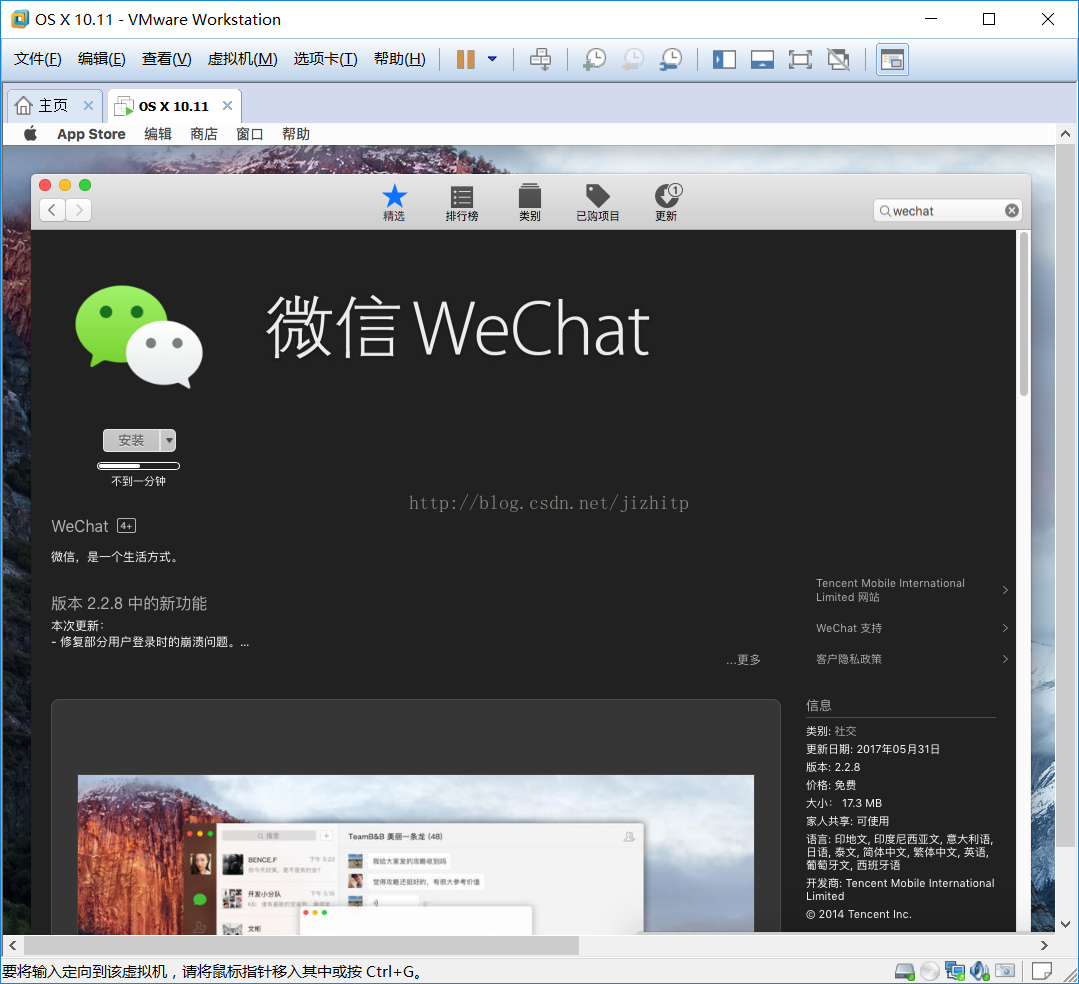 OS X 10.11 - VMware Workstation
文件(F) 编辑(E) 查看(V) 虚拟机(M) 选项卡(T) 帮助(H)
主页 OS X 10.11
App Store 编辑 商店 窗口 帮助
1
精选 排行榜 类别 已购项目 更新
wechat
微信 WeChat
安装
不到一分钟
http://blog.csdn.net/jizhitp
WeChat 4+
微信，是一个生活方式。
版本 2.2.8 中的新功能
本次更新：
- 修复部分用户登录时的崩溃问题。...
...更多
Tencent Mobile International
Limited 网站
WeChat 支持
客户隐私政策
信息
类别: 社交
更新日期: 2017年05月31日
版本: 2.2.8
价格: 免费
大小： 17.3 MB
家人共享: 可使用
语言: 印地文, 印度尼西亚文, 意大利语,
日语, 泰文, 简体中文, 繁体中文, 英语,
葡萄牙文, 西班牙语
开发商: Tencent Mobile International
Limited
© 2014 Tencent Inc.
搜索
TeamB&B 美丽一条龙 (48)
BENCE.F 下午 5:23
我给大家发的攻略收到吗
觉得攻略还挺好的，有很大参考价值
开发小分队 下午 5:16
文彬
要将输入定向到该虚拟机，请将鼠标指针移入其中或按 Ctrl+G。